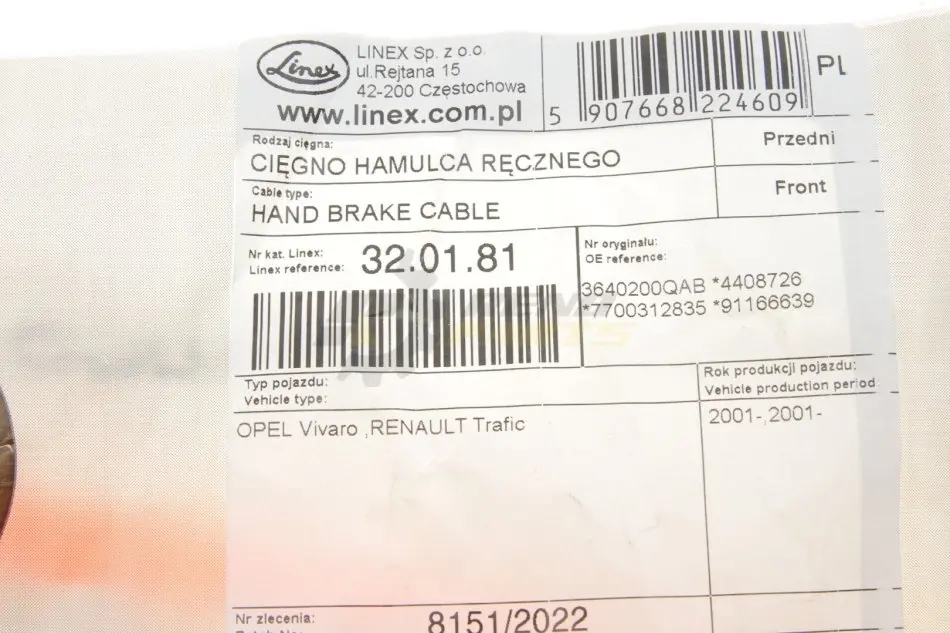 Linex
LINEX Sp. z o.o.
ul.Rejtana 15
42-200 Częstochowa
www.linex.com.pl
5 907668 224609
PL
Rodzaj cięgna:
CIĘGNO HAMULCA RĘCZNEGO
Przedni
Cable type:
HAND BRAKE CABLE
Front
Nr kat. Linex:
Linex reference:
32.01.81
Nr oryginału:
OE reference:
3640200QAB *4408726
*7700312835 *91166639
Typ pojazdu:
Vehicle type:
Rok produkcji pojazdu:
Vehicle production period
OPEL Vivaro ,RENAULT Trafic
2001-,2001-
Nr zlecenia:
8151/2022